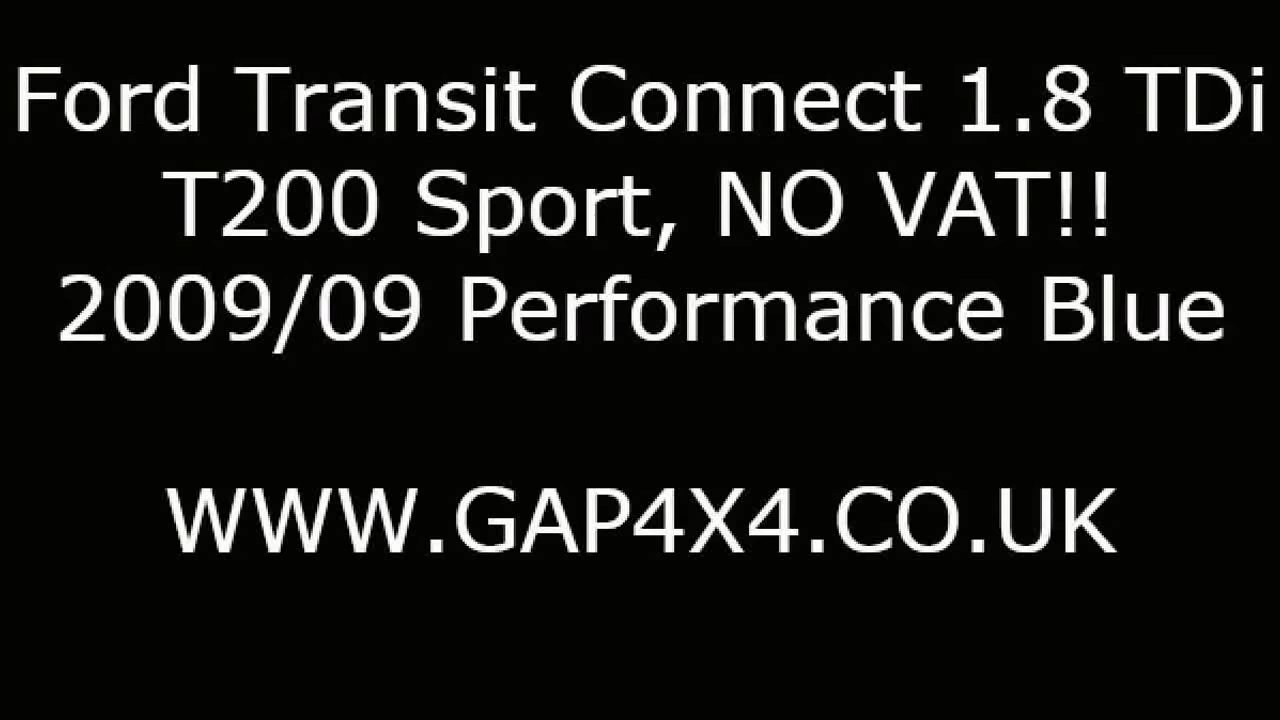 Ford Transit Connect 1.8 TDi
T200 Sport, NO VAT!!
2009/09 Performance Blue
WWW.GAP4X4.CO.UK